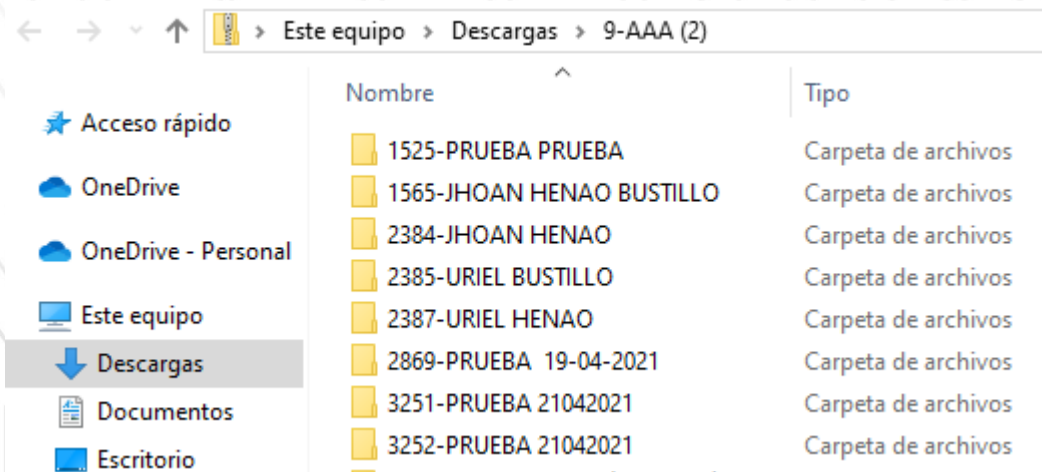 Este equipo > Descargas > 9-AAA (2)
Nombre Tipo
Acceso rápido
OneDrive
OneDrive - Personal
Este equipo
Descargas
Documentos
Escritorio
1525-PRUEBA PRUEBA Carpeta de archivos
1565-JHOAN HENAO BUSTILLO Carpeta de archivos
2384-JHOAN HENAO Carpeta de archivos
2385-URIEL BUSTILLO Carpeta de archivos
2387-URIEL HENAO Carpeta de archivos
2869-PRUEBA  19-04-2021 Carpeta de archivos
3251-PRUEBA 21042021 Carpeta de archivos
3252-PRUEBA 21042021 Carpeta de archivos